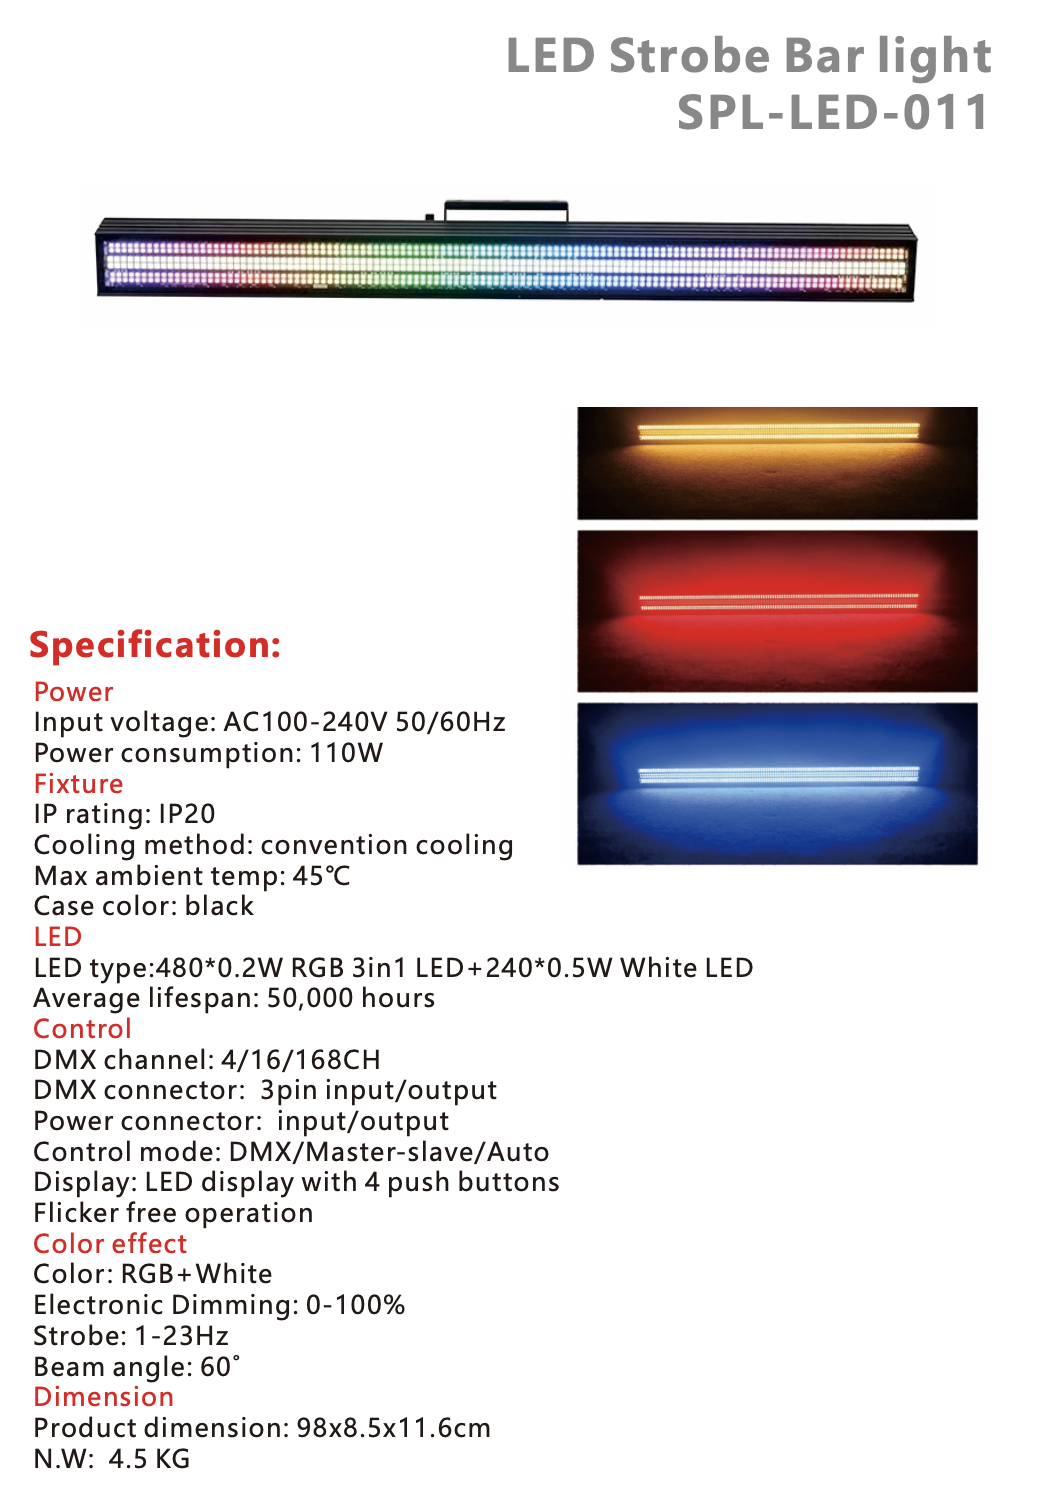 LED Strobe Bar light
SPL-LED-011
Specification:
Power
Input voltage: AC100-240V 50/60Hz
Power consumption: 110W
Fixture
IP rating: IP20
Cooling method: convention cooling
Max ambient temp: 45℃
Case color: black
LED
LED type:480*0.2W RGB 3in1 LED+240*0.5W White LED
Average lifespan: 50,000 hours
Control
DMX channel: 4/16/168CH
DMX connector:  3pin input/output
Power connector:  input/output
Control mode: DMX/Master-slave/Auto
Display: LED display with 4 push buttons
Flicker free operation
Color effect
Color: RGB+White
Electronic Dimming: 0-100%
Strobe: 1-23Hz
Beam angle: 60°
Dimension
Product dimension: 98x8.5x11.6cm
N.W:  4.5 KG